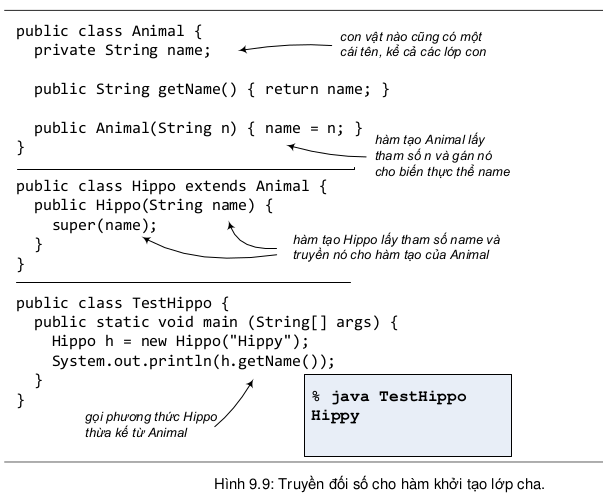 public class Animal {
private String name;
con vật nào cũng có một
cái tên, kể cả các lớp con
public String getName() { return name; }
public Animal(String n) { name = n; }
}
hàm tạo Animal lấy
tham số n và gán nó
cho biến thực thể name
public class Hippo extends Animal {
public Hippo(String name) {
super(name);
}
}
hàm tạo Hippo lấy tham số name và
truyền nó cho hàm tạo của Animal
public class TestHippo {
public static void main (String[] args) {
Hippo h = new Hippo("Hippy");
System.out.println(h.getName());
}
}
gọi phương thức Hippo
thừa kế từ Animal
% java TestHippo
Hippy
Hình 9.9: Truyền đối số cho hàm khởi tạo lớp cha.